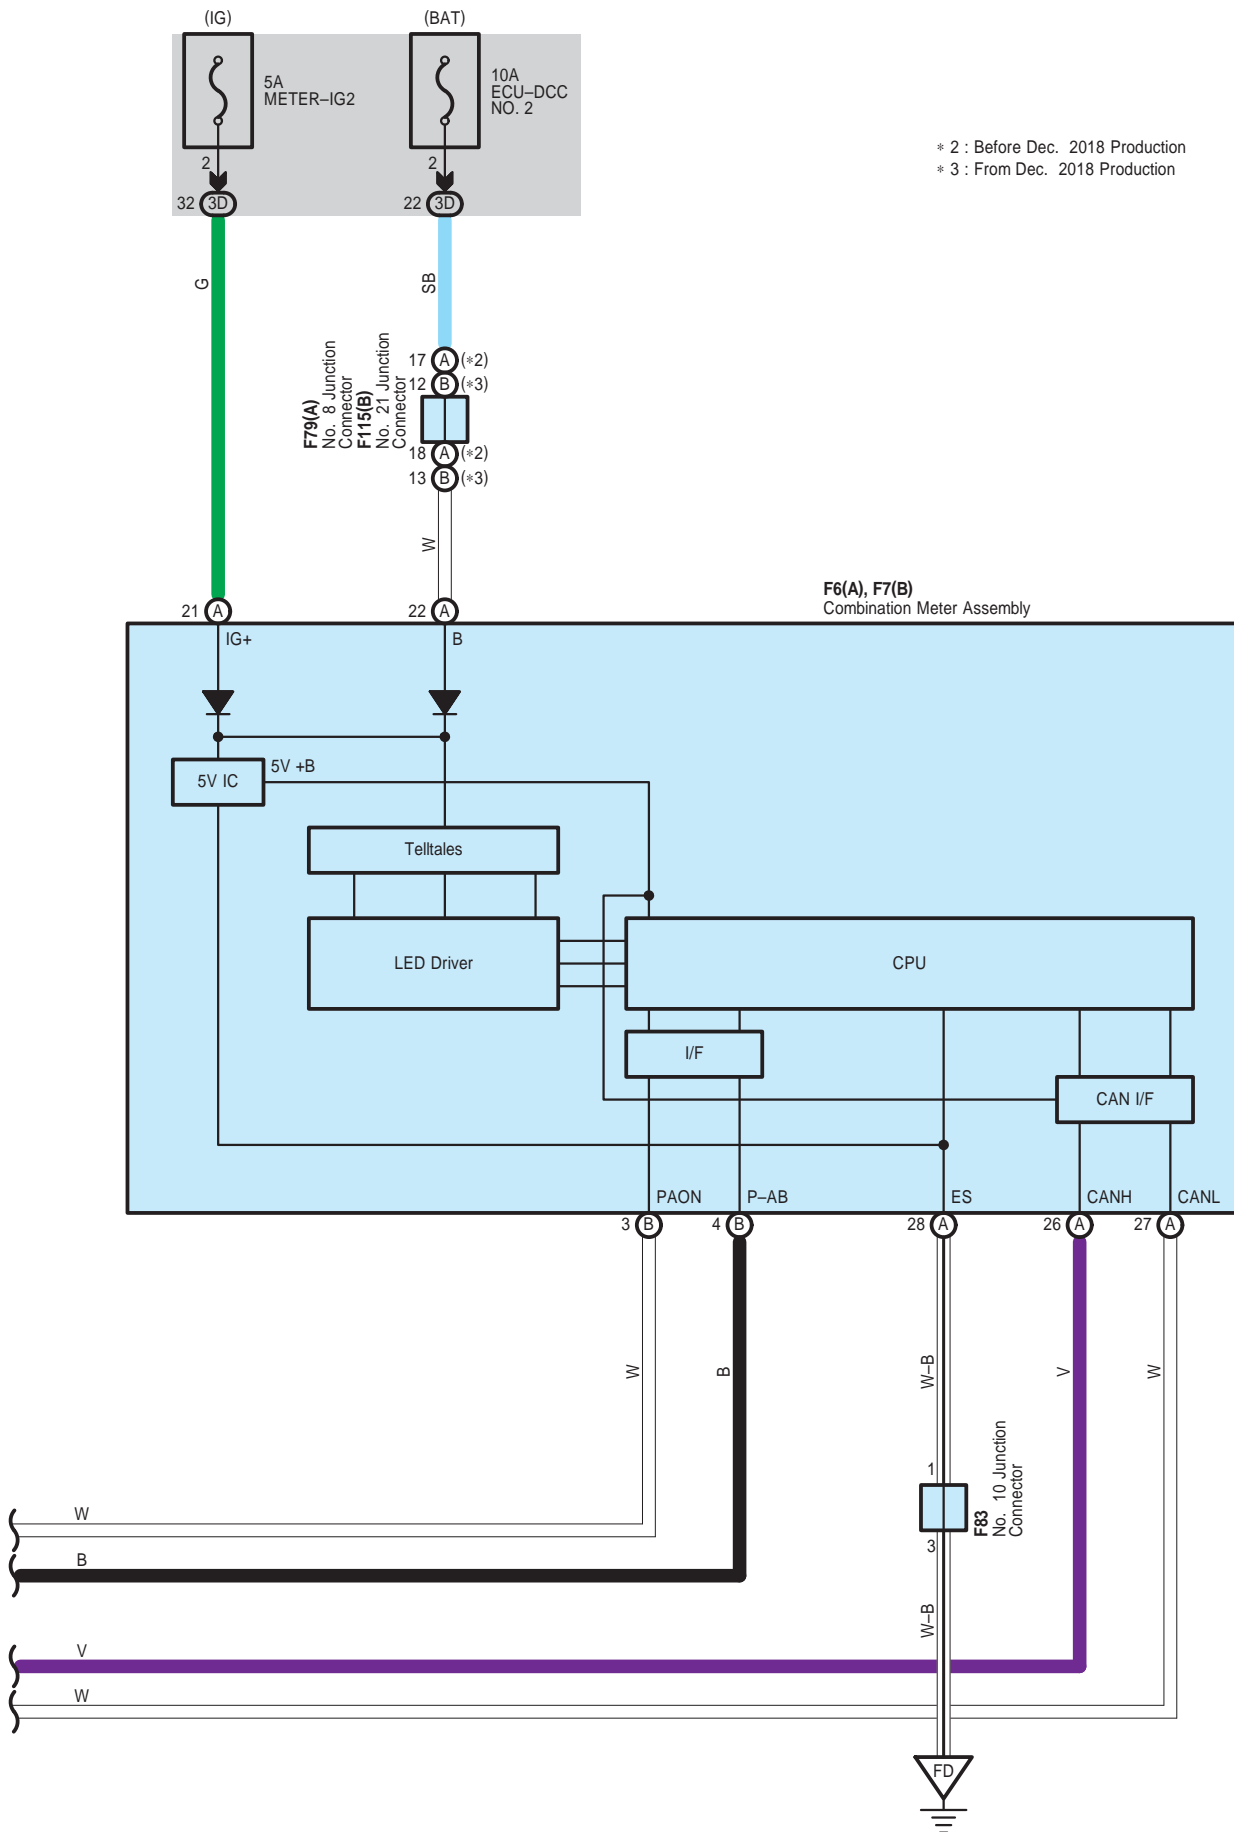 (IG)
(BAT)
5A
METER–IG2
10A
ECU–DCC
NO. 2
∗ 2 : Before Dec. 2018 Production
∗ 3 : From Dec. 2018 Production
2
2
32 3D
22 3D
G
SB
17 A (∗2)
12 B (∗3)
F79(A)
No. 8 Junction
Connector
F115(B)
No. 21 Junction
Connector
18 A (∗2)
13 B (∗3)
W
F6(A), F7(B)
Combination Meter Assembly
21 A
22 A
IG+
B
5V IC
5V +B
Telltales
LED Driver
CPU
I/F
CAN I/F
PAON
P–AB
ES
CANH
CANL
3 B
4 B
28 A
26 A
27 A
W
B
W–B
V
W
1
F83
No. 10 Junction
Connector
3
W
B
W–B
V
W
FD